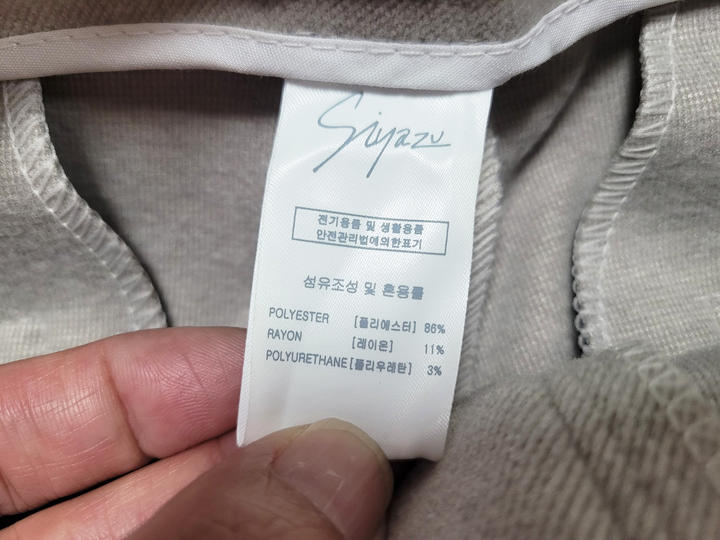 Siyazu
전기용품 및 생활용품
안전관리법에의한표기
섬유조성 및 혼용률
POLYESTER [폴리에스터] 86%
RAYON [레이온] 11%
POLYURETHANE [폴리우레탄] 3%